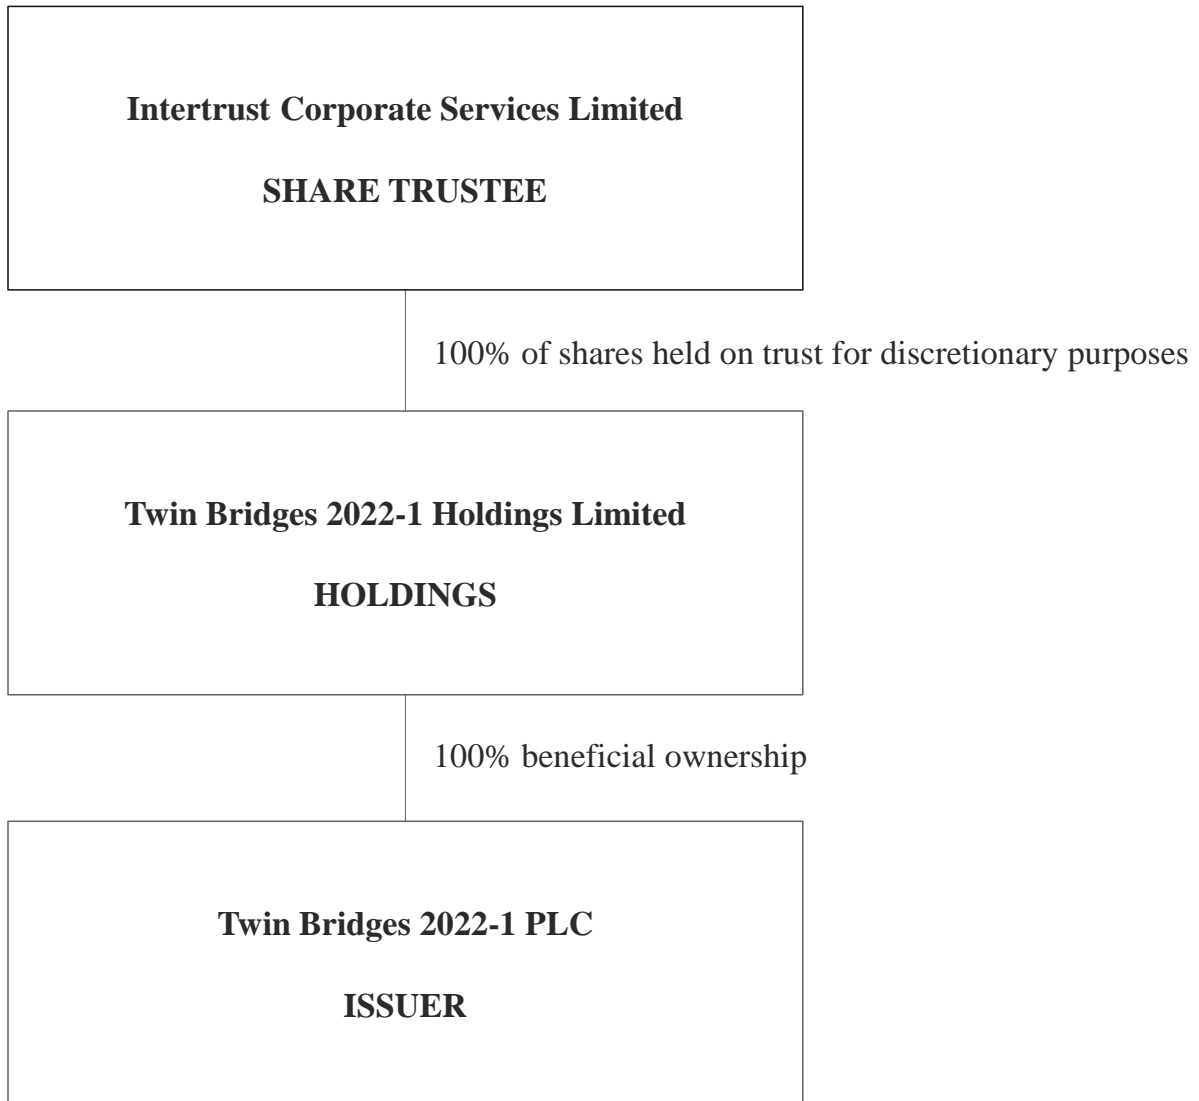 Intertrust Corporate Services Limited
SHARE TRUSTEE
100% of shares held on trust for discretionary purposes
Twin Bridges 2022-1 Holdings Limited
HOLDINGS
100% beneficial ownership
Twin Bridges 2022-1 PLC
ISSUER